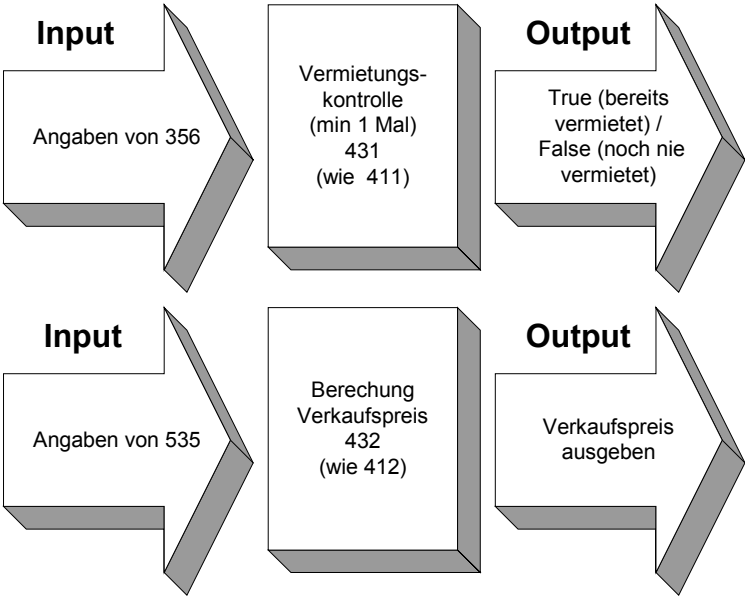 Input
Angaben von 356
Vermietungs-
kontrolle
(min 1 Mal)
431
(wie 411)
Output
True (bereits
vermietet) /
False (noch nie
vermietet)
Input
Angaben von 535
Berechung
Verkaufspreis
432
(wie 412)
Output
Verkaufspreis
ausgeben